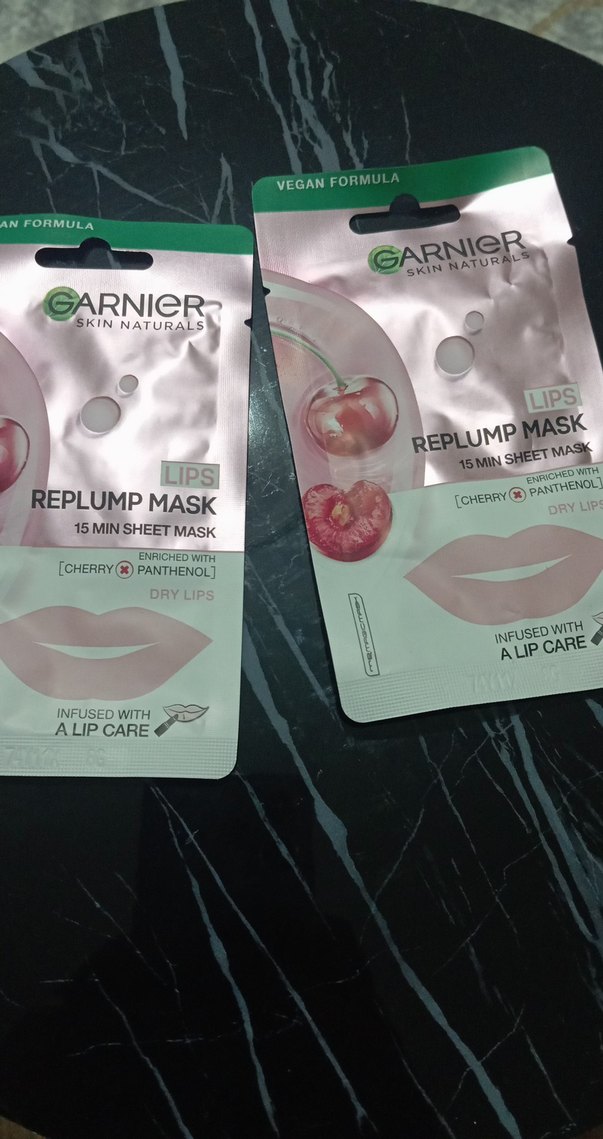 AN FORMULA
GARNIER
SKIN NATURALS
LIPS
REPLUMP MASK
15 MIN SHEET MASK
ENRICHED WITH
[CHERRY PANTHENOL]
DRY LIPS
INFUSED WITH
A LIP CARE
VEGAN FORMULA
GARNIER
SKIN NATURALS
LIPS
REPLUMP MASK
15 MIN SHEET MASK
ENRICHED WITH
[CHERRY PANTHENOL]
DRY LIPS
INFUSED WITH
A LIP CARE